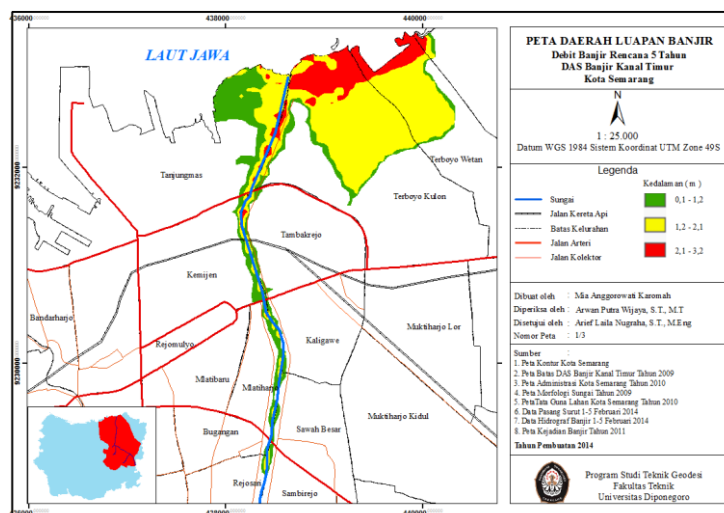 436000
438000
440000
LAUT JAWA
9232000
9230000
Tanjungmas
Terboyo Wetan
Terboyo Kulon
Tambakrejo
Kemijen
Bandarharjo
Rejomulyo
Kaligawe
Muktiharjo Lor
Mlatibaru
Mlatiharjo
Muktiharjo Kidul
Bugangan
Sawah Besar
Rejosari
Sambirejo
436000
438000
440000
PETA DAERAH LUAPAN BANJIR
Debit Banjir Rencana 5 Tahun
DAS Banjir Kanal Timur
Kota Semarang
N
1 : 25.000
Datum WGS 1984 Sistem Koordinat UTM Zone 49S
Legenda
Kedalaman ( m )
Sungai
Jalan Kereta Api
Batas Kelurahan
Jalan Arteri
Jalan Kolektor
0,1 - 1,2
1,2 - 2,1
2,1 - 3,2
Dibuat oleh : Mia Anggorowati Karomah
Diperiksa oleh : Arwan Putra Wijaya, S.T., M.T
Disetujui oleh : Arief Laila Nugraha, S.T., M.Eng
Nomor Peta : 1/3
Sumber :
1. Peta Kontur Kota Semarang
2. Peta Batas DAS Banjir Kanal Timur Tahun 2009
3. Peta Administrasi Kota Semarang Tahun 2010
4. Peta Morfologi Sungai Tahun 2009
5. PetaTata Guna Lahan Kota Semarang Tahun 2010
6. Data Pasang Surut 1-5 Februari 2014
7. Data Hidrograf Banjir 1-5 Februari 2014
8. Peta Kejadian Banjir Tahun 2011
Tahun Pembuatan 2014
Program Studi Teknik Geodesi
Fakultas Teknik
Universitas Diponegoro